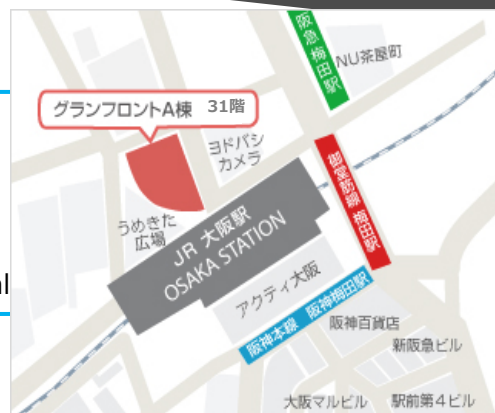 阪急梅田駅
NU茶屋町
グランフロントA棟 31階
ヨドバシ
カメラ
御堂筋線 梅田駅
うめきた
広場
JR 大阪駅
OSAKA STATION
アクティ大阪
阪神本線 阪神梅田駅
阪神百貨店
新阪急ビル
大阪マルビル
駅前第4ビル